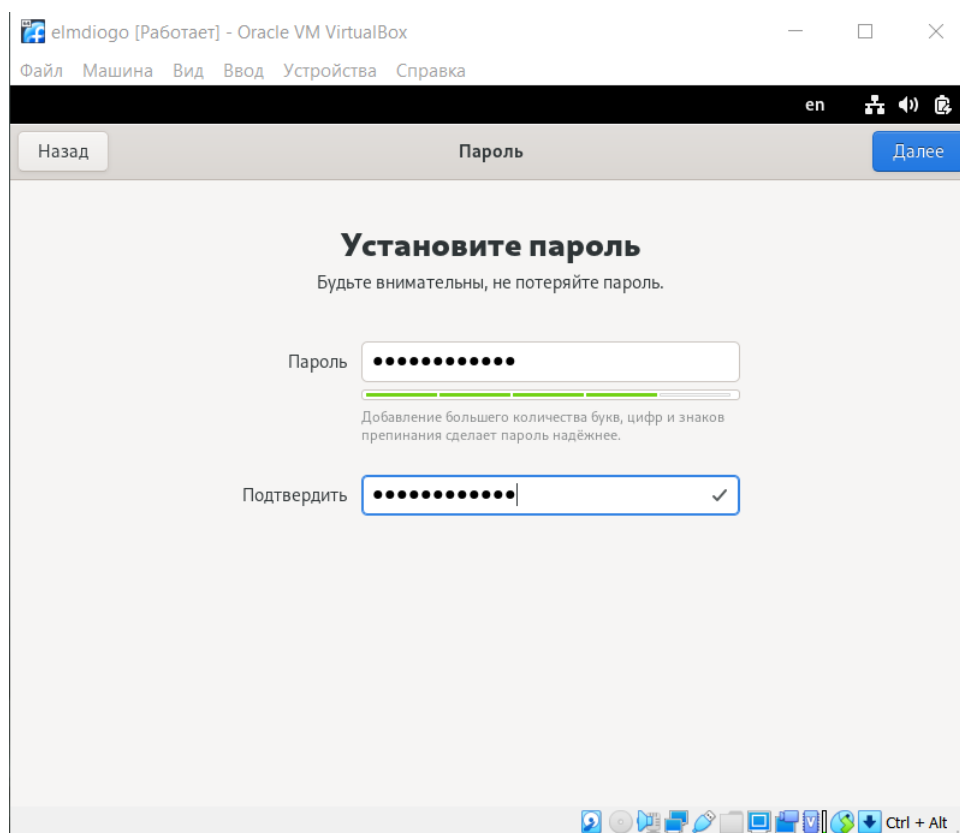 elmdiogo [Работает] - Oracle VM VirtualBox
Файл Машина Вид Ввод Устройства Справка
en
Назад Пароль Далее
Установите пароль
Будьте внимательны, не потеряйте пароль.
Пароль ●●●●●●●●●●●●
Добавление большего количества букв, цифр и знаков
препинания сделает пароль надёжнее.
Подтвердить ●●●●●●●●●●●●
Ctrl + Alt